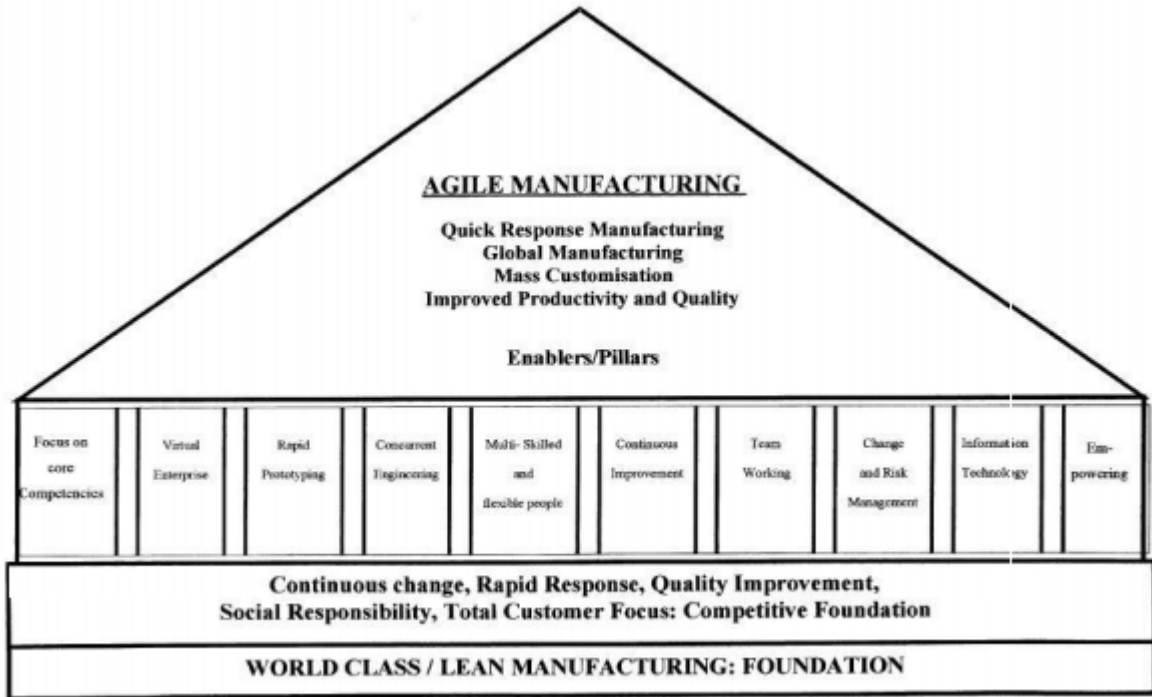 AGILE MANUFACTURING
Quick Response Manufacturing
Global Manufacturing
Mass Customisation
Improved Productivity and Quality
Enablers/Pillars
Focus on
core
Competencies
Virtual
Enterprise
Rapid
Prototyping
Concurrent
Engineering
Multi- Skilled
and
flexible people
Continuous
Improvement
Team
Working
Change
and Risk
Management
Information
Technology
Em-
powering
Continuous change, Rapid Response, Quality Improvement,
Social Responsibility, Total Customer Focus: Competitive Foundation
WORLD CLASS / LEAN MANUFACTURING: FOUNDATION